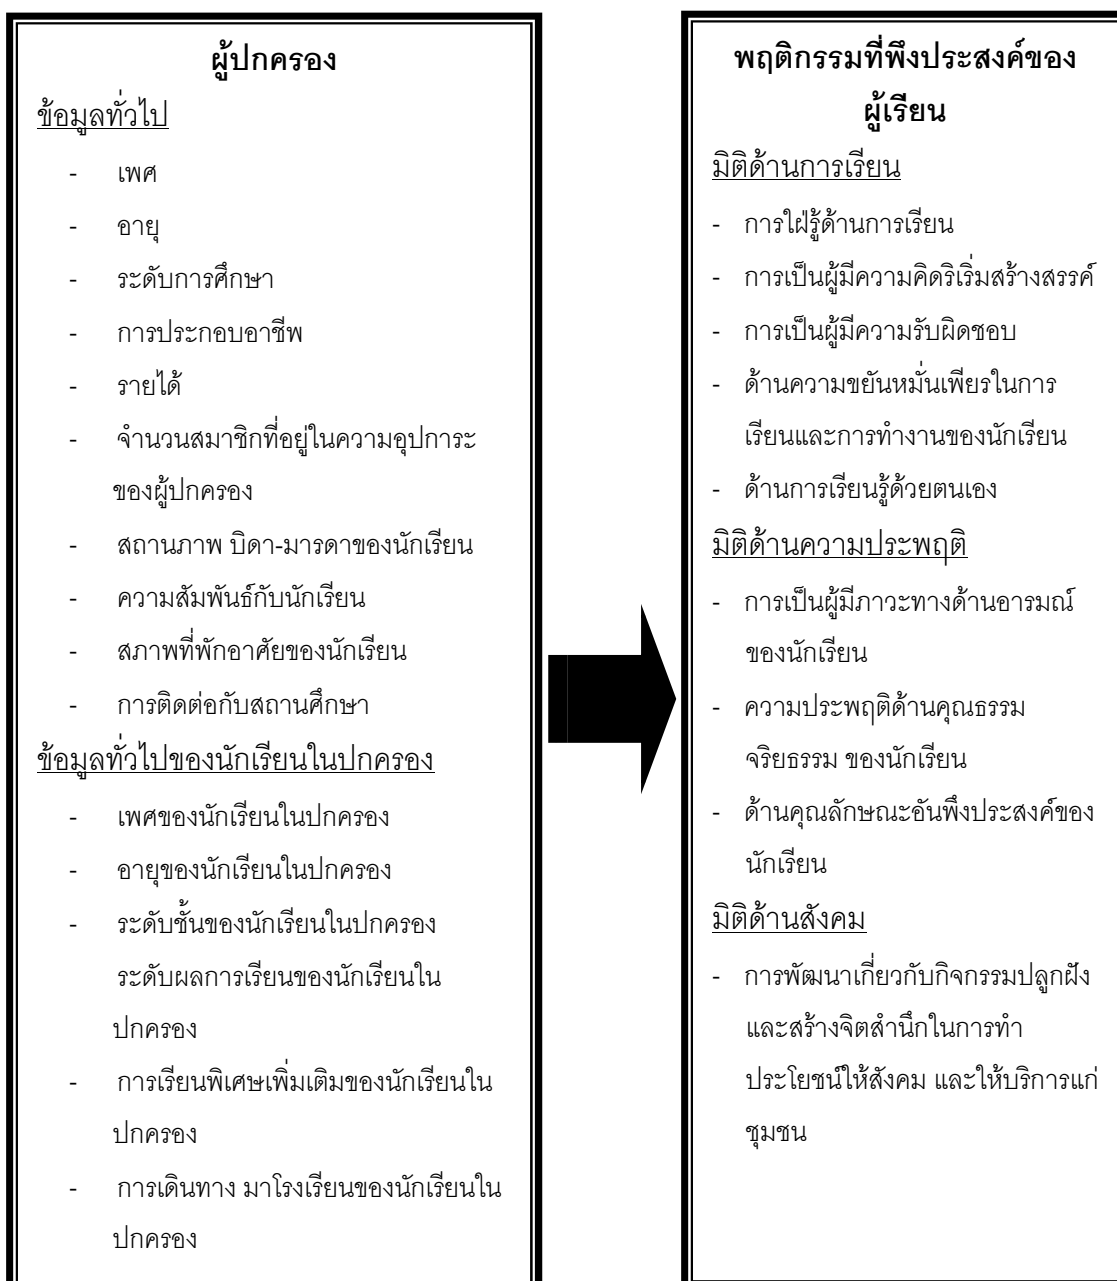 ผู้ปกครอง
ข้อมูลทั่วไป
- เพศ
- อายุ
- ระดับการศึกษา
- การประกอบอาชีพ
- รายได้
- จำนวนสมาชิกที่อยู่ในความอุปการะ
ของผู้ปกครอง
- สถานภาพ บิดา-มารดาของนักเรียน
- ความสัมพันธ์กับนักเรียน
- สภาพที่พักอาศัยของนักเรียน
- การติดต่อกับสถานศึกษา
ข้อมูลทั่วไปของนักเรียนในปกครอง
- เพศของนักเรียนในปกครอง
- อายุของนักเรียนในปกครอง
- ระดับชั้นของนักเรียนในปกครอง
ระดับผลการเรียนของนักเรียนใน
ปกครอง
- การเรียนพิเศษเพิ่มเติมของนักเรียนใน
ปกครอง
- การเดินทาง มาโรงเรียนของนักเรียนใน
ปกครอง
พฤติกรรมที่พึงประสงค์ของ
ผู้เรียน
มิติด้านการเรียน
- การใฝ่รู้ด้านการเรียน
- การเป็นผู้มีความคิดริเริ่มสร้างสรรค์
- การเป็นผู้มีความรับผิดชอบ
- ด้านความขยันหมั่นเพียรในการ
เรียนและการทำงานของนักเรียน
- ด้านการเรียนรู้ด้วยตนเอง
มิติด้านความประพฤติ
- การเป็นผู้มีภาวะทางด้านอารมณ์
ของนักเรียน
- ความประพฤติด้านคุณธรรม
จริยธรรม ของนักเรียน
- ด้านคุณลักษณะอันพึงประสงค์ของ
นักเรียน
มิติด้านสังคม
- การพัฒนาเกี่ยวกับกิจกรรมปลูกฝัง
และสร้างจิตสำนึกในการทำ
ประโยชน์ให้สังคม และให้บริการแก่
ชุมชน